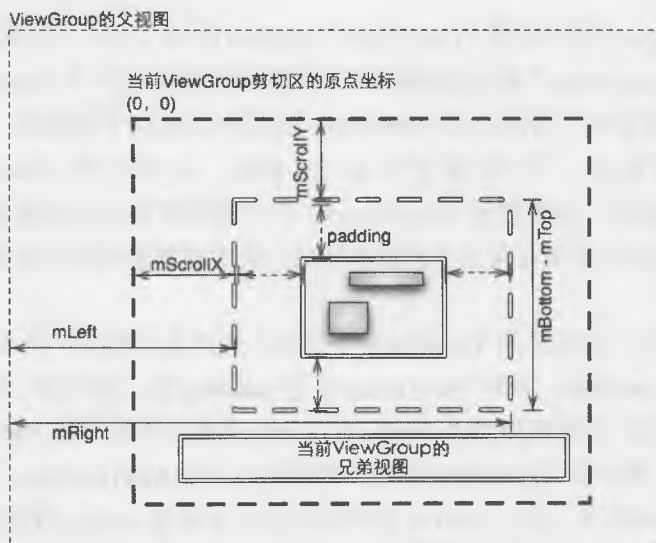 ViewGroup的父视图
当前ViewGroup剪切区的原点坐标
(0，0)
mScrollY
padding
mBottom - mTop
mScrollX
mLeft
mRight
当前ViewGroup的
兄弟视图